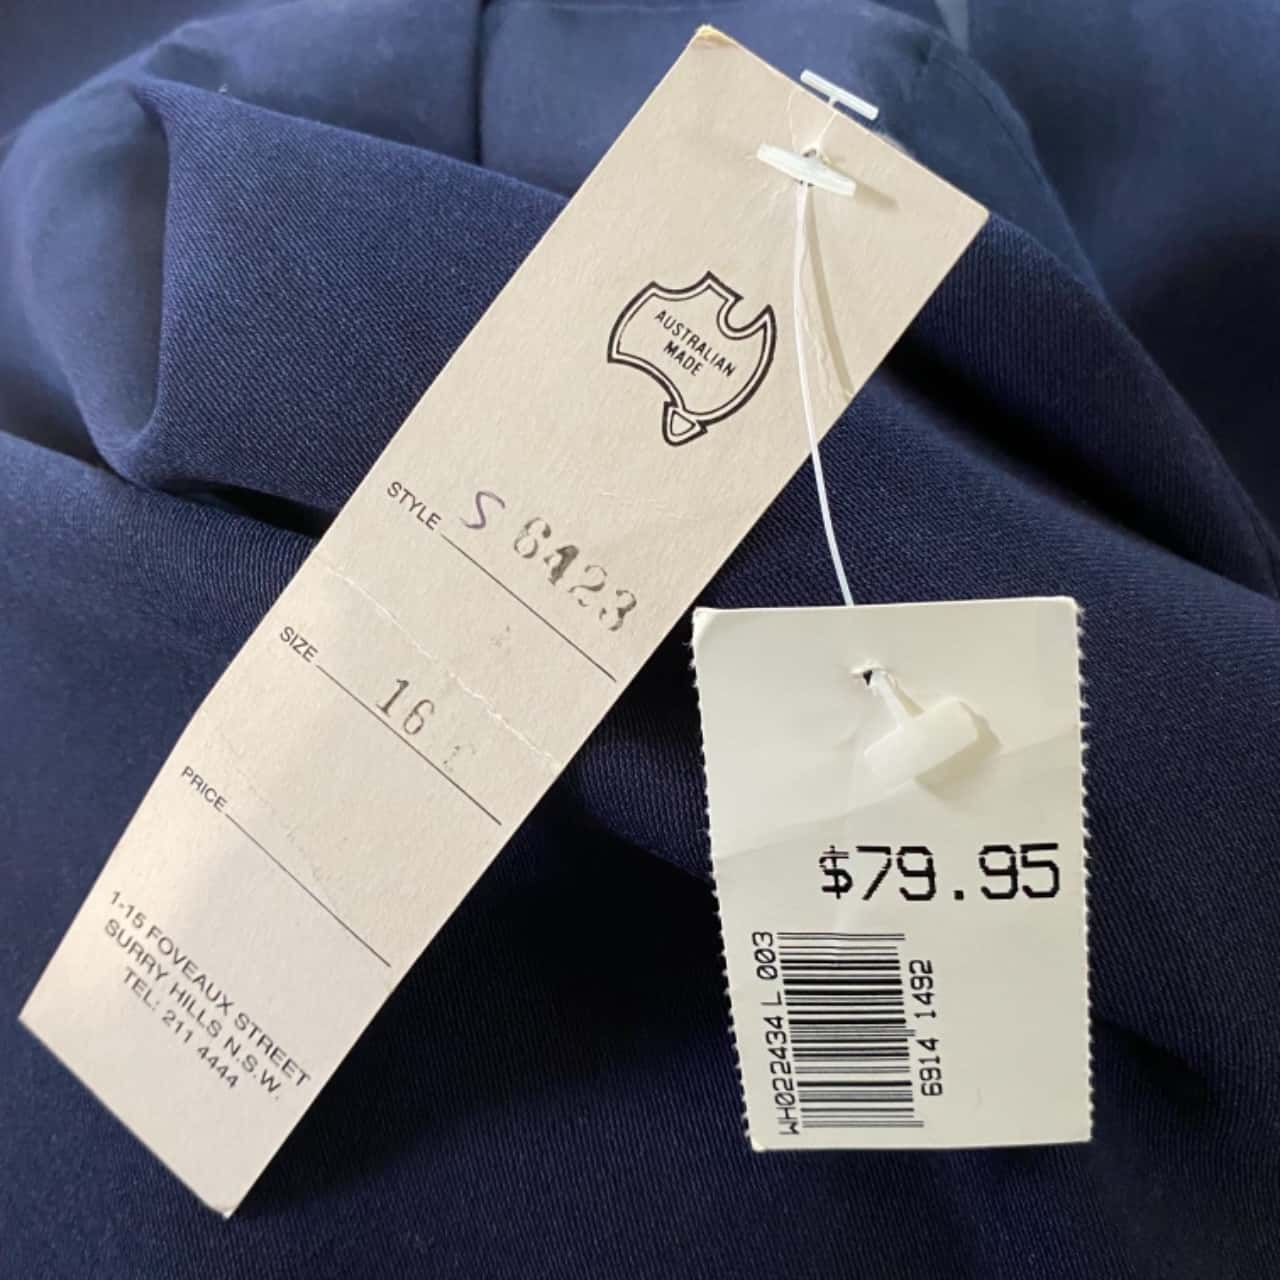 AUSTRALIAN
MADE
STYLE S 6423
SIZE 16
PRICE
1-15 FOVEAUX STREET
SURRY HILLS N.S.W.
TEL: 211 4444
$79.95
WH022434 L 003
6914 1492